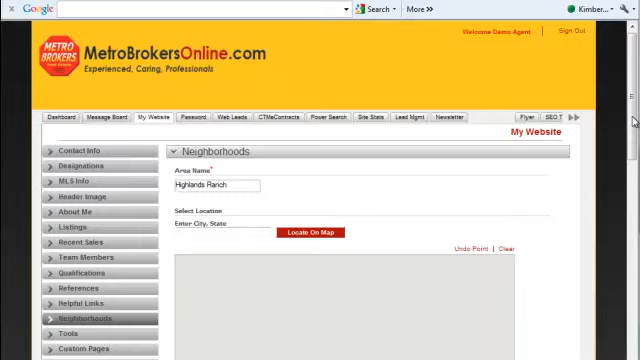 Google
Search
More »
Kimber...
Welcome Demo Agent
Sign Out
METRO
BROKERS
MetroBrokersOnline.com
Experienced, Caring, Professionals
Dashboard
Message Board
My Website
Password
Web Leads
CTMeContracts
Power Search
Site Stats
Lead Mgmt
Newsletter
Flyer
SEO T
My Website
Contact Info
Designations
MLS Info
Header Image
About Me
Listings
Recent Sales
Team Members
Qualifications
References
Helpful Links
Neighborhoods
Tools
Custom Pages
Neighborhoods
Area Name*
Highlands Ranch
Select Location
Enter City, State
Locate On Map
Undo Point | Clear